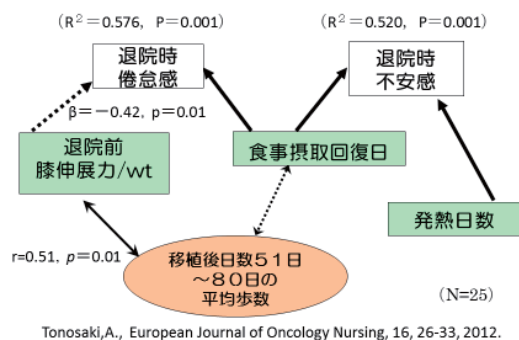 (R²=0.576, P=0.001)
(R²=0.520, P=0.001)
退院時
倦怠感
退院時
不安感
β=-0.42, p=0.01
退院前
膝伸展力/wt
食事摂取回復日
発熱日数
r=0.51, p=0.01
移植後日数51日
～80日の
平均歩数
(N=25)
Tonosaki,A., European Journal of Oncology Nursing, 16, 26-33, 2012.